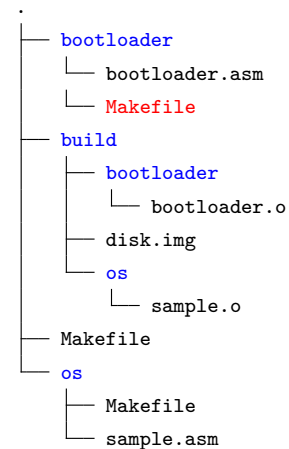 .
bootloader
bootloader.asm
Makefile
build
bootloader
bootloader.o
disk.img
os
sample.o
Makefile
os
Makefile
sample.asm